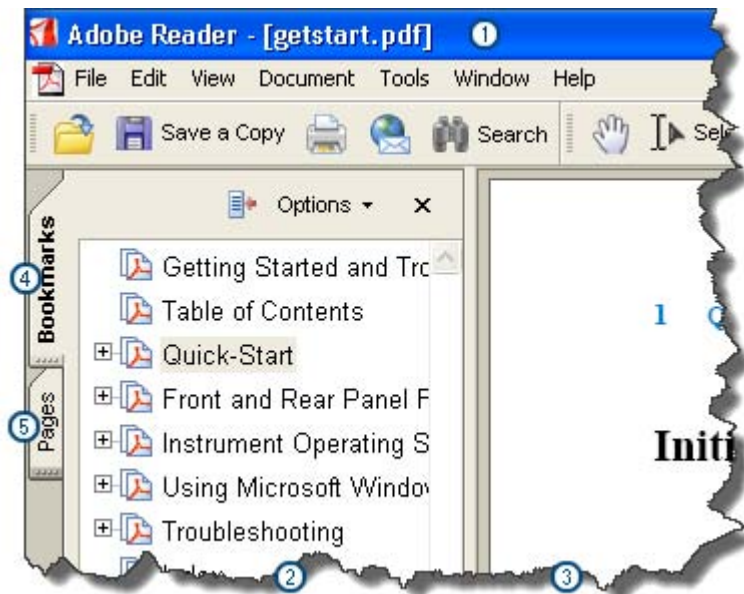 Adobe Reader - [getstart.pdf] 1
File Edit View Document Tools Window Help
Save a Copy Search Sele
Options
Bookmarks
4
Pages
5
Getting Started and Tro
Table of Contents
Quick-Start
Front and Rear Panel F
Instrument Operating S
Using Microsoft Window
Troubleshooting
1 Q
Initi
2
3